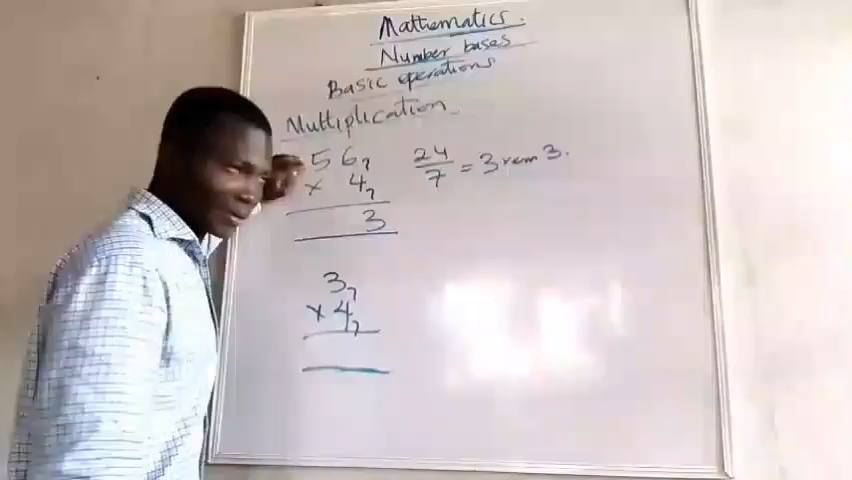 Mathematics.
Number bases
Basic operations
Multiplication
56₇
× 4₇
3
24/7 = 3 rem 3.
3₇
× 4₇